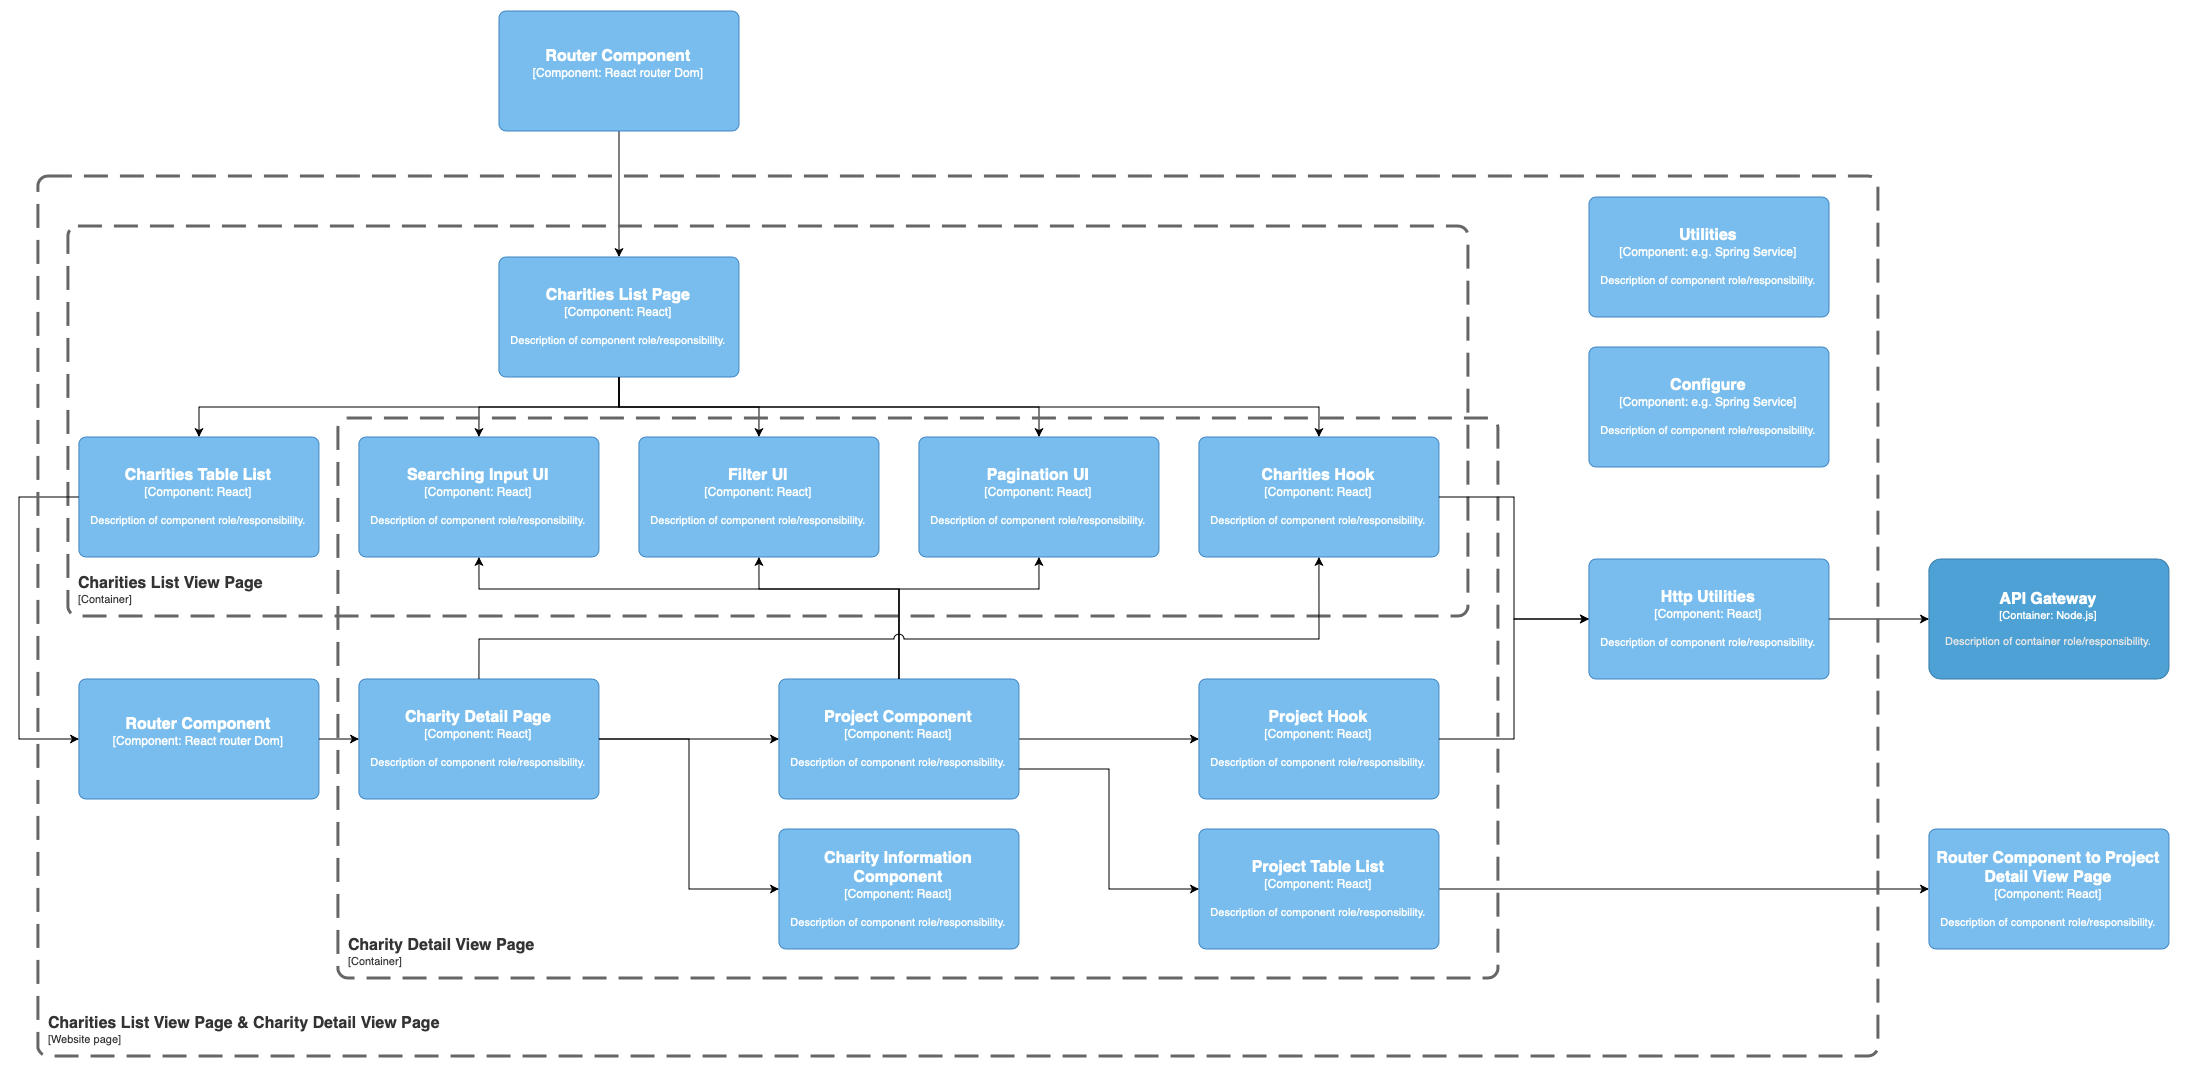 Router Component
[Component: React router Dom]
Utilities
[Component: e.g. Spring Service]
Description of component role/responsibility.
Charities List Page
[Component: React]
Description of component role/responsibility.
Configure
[Component: e.g. Spring Service]
Description of component role/responsibility.
Charities Table List
[Component: React]
Description of component role/responsibility.
Searching Input UI
[Component: React]
Description of component role/responsibility.
Filter UI
[Component: React]
Description of component role/responsibility.
Pagination UI
[Component: React]
Description of component role/responsibility.
Charities Hook
[Component: React]
Description of component role/responsibility.
Charities List View Page
[Container]
Http Utilities
[Component: React]
Description of component role/responsibility.
API Gateway
[Container: Node.js]
Description of container role/responsibility.
Router Component
[Component: React router Dom]
Charity Detail Page
[Component: React]
Description of component role/responsibility.
Project Component
[Component: React]
Description of component role/responsibility.
Project Hook
[Component: React]
Description of component role/responsibility.
Charity Information
Component
[Component: React]
Description of component role/responsibility.
Project Table List
[Component: React]
Description of component role/responsibility.
Router Component to Project
Detail View Page
[Component: React]
Description of component role/responsibility.
Charity Detail View Page
[Container]
Charities List View Page & Charity Detail View Page
[Website page]